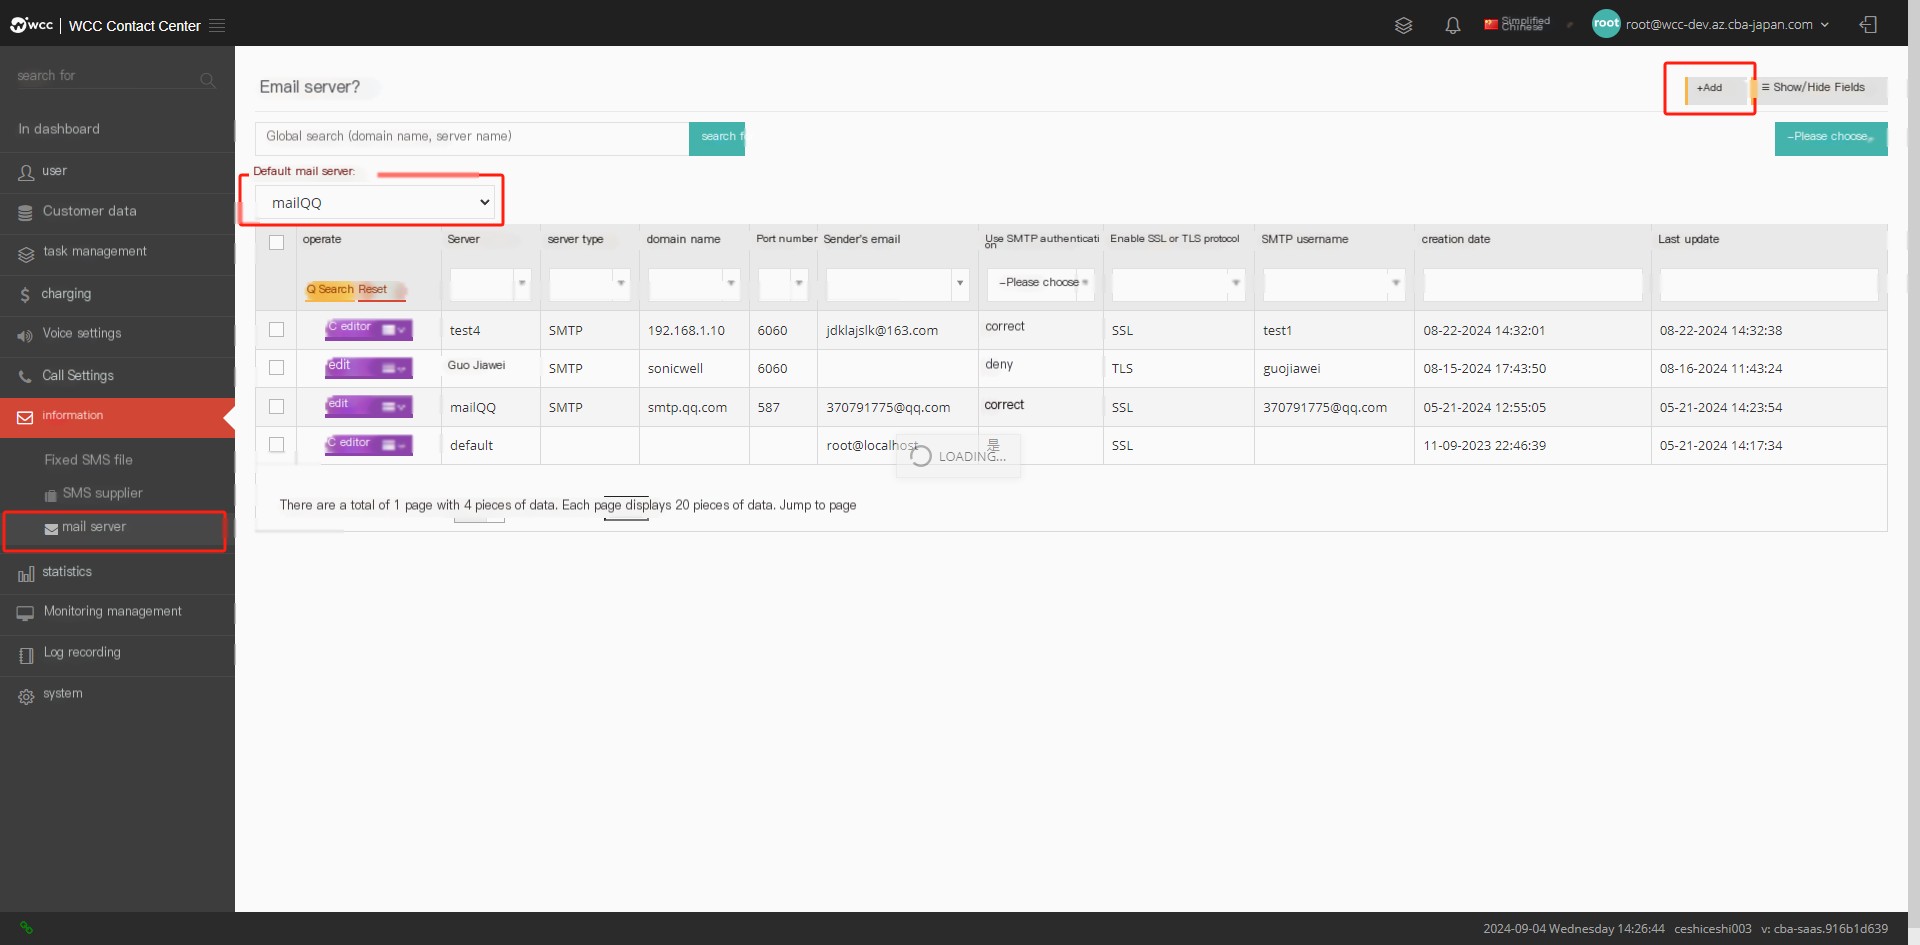 wcc | WCC Contact Center
Simplified Chinese
root root@wcc-dev.az.cba-japan.com
search for
In dashboard
user
Customer data
task management
charging
Voice settings
Call Settings
information
Fixed SMS file
SMS supplier
mail server
statistics
Monitoring management
Log recording
system
Email server?
+Add
Show/Hide Fields
Global search (domain name, server name)
search f
–Please choose
Default mail server:
mailQQ
operate Server server type domain name Port number Sender's email Use SMTP authentication Enable SSL or TLS protocol SMTP username creation date Last update
Search Reset –Please choose
C editor test4 SMTP 192.168.1.10 6060 jdklajslk@163.com correct SSL test1 08-22-2024 14:32:01 08-22-2024 14:32:38
edit Guo Jiawei SMTP sonicwell 6060 deny TLS guojiawei 08-15-2024 17:43:50 08-16-2024 11:43:24
edit mailQQ SMTP smtp.qq.com 587 370791775@qq.com correct SSL 370791775@qq.com 05-21-2024 12:55:05 05-21-2024 14:23:54
C editor default root@localhost 是 SSL 11-09-2023 22:46:39 05-21-2024 14:17:34
LOADING...
There are a total of 1 page with 4 pieces of data. Each page displays 20 pieces of data. Jump to page
2024-09-04 Wednesday 14:26:44 ceshiceshi003 v: cba-saas.916b1d639